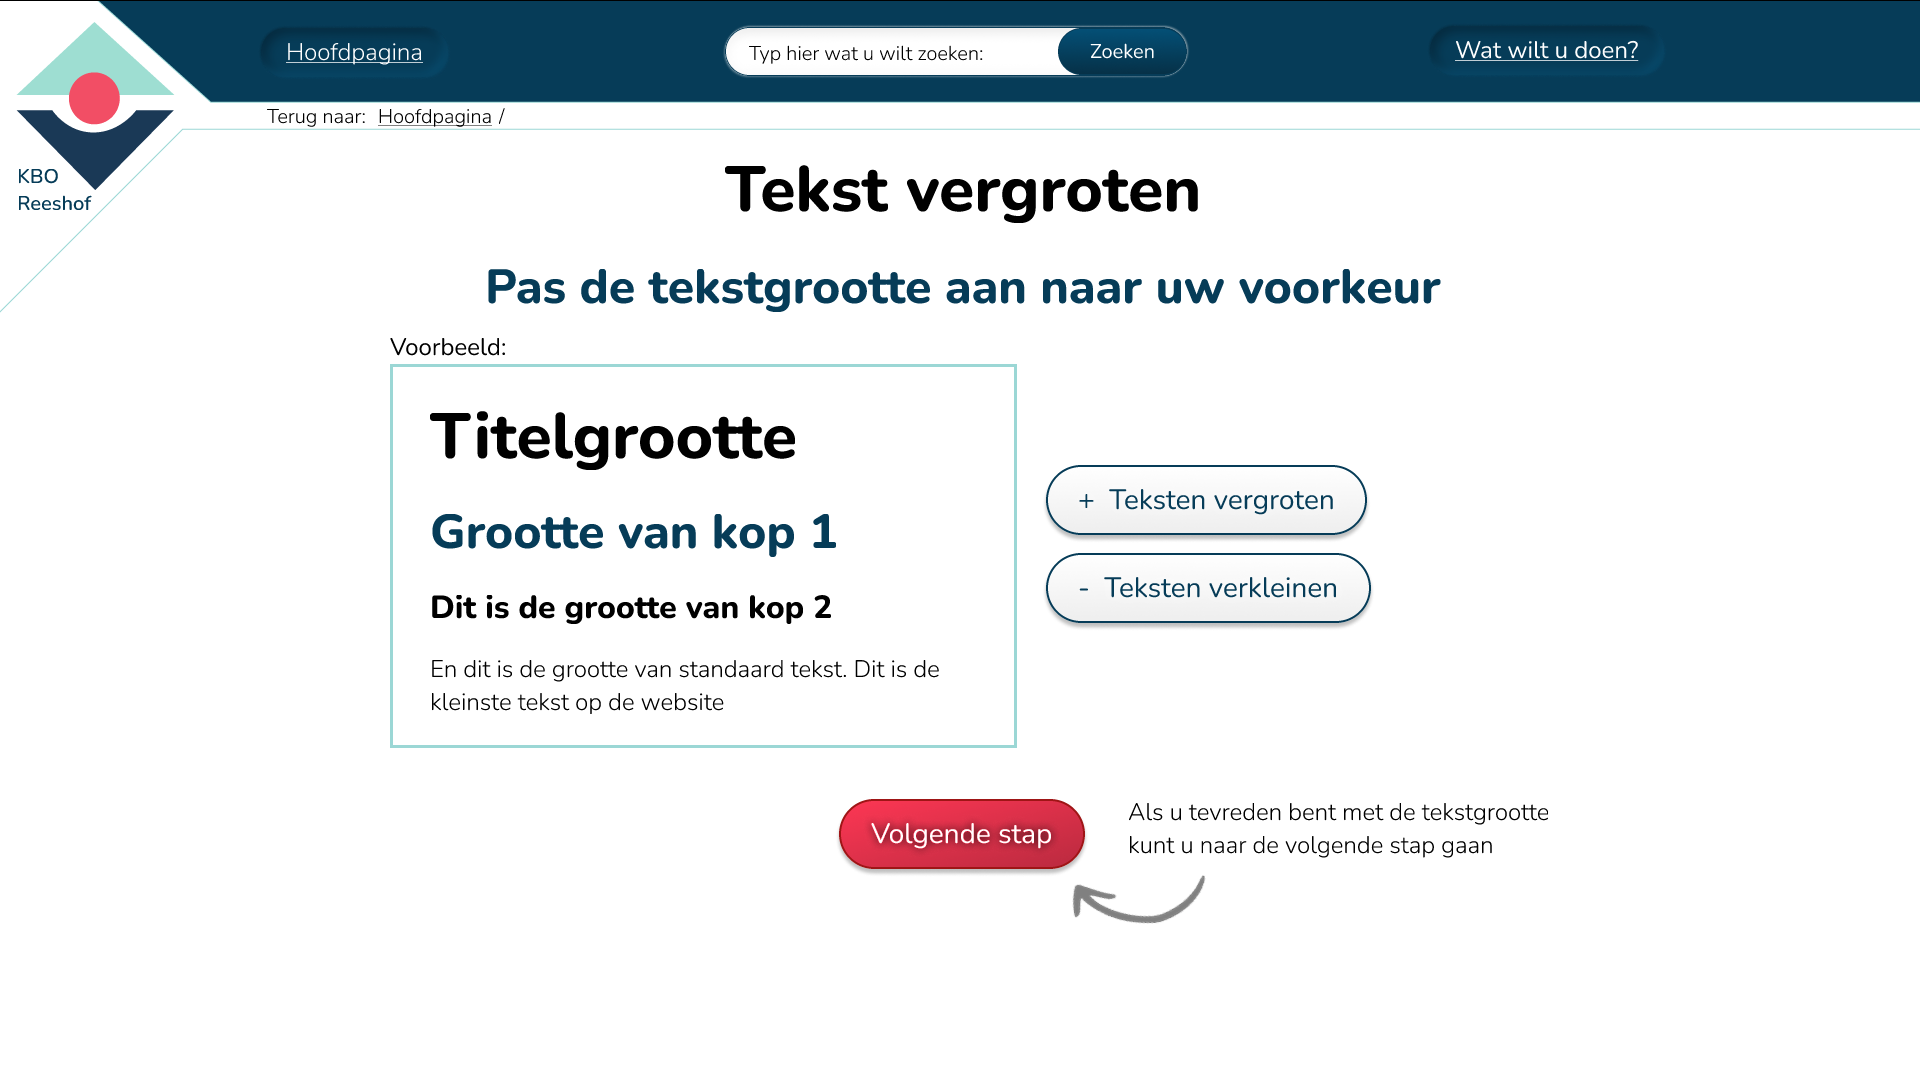 Hoofdpagina
Typ hier wat u wilt zoeken:
Zoeken
Wat wilt u doen?
Terug naar: Hoofdpagina /
KBO
Reeshof
Tekst vergroten
Pas de tekstgrootte aan naar uw voorkeur
Voorbeeld:
Titelgrootte
Grootte van kop 1
Dit is de grootte van kop 2
En dit is de grootte van standaard tekst. Dit is de
kleinste tekst op de website
+ Teksten vergroten
- Teksten verkleinen
Volgende stap
Als u tevreden bent met de tekstgrootte
kunt u naar de volgende stap gaan